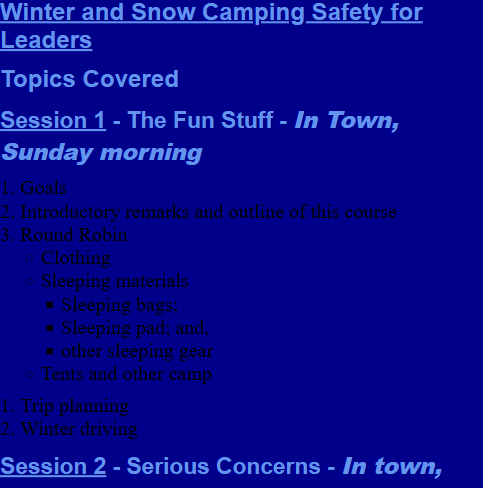 Winter and Snow Camping Safety for
Leaders
Topics Covered
Session 1 - The Fun Stuff - In Town,
Sunday morning
1. Goals
2. Introductory remarks and outline of this course
3. Round Robin
Clothing
Sleeping materials
Sleeping bags;
Sleeping pad; and,
other sleeping gear
Tents and other camp
1. Trip planning
2. Winter driving
Session 2 - Serious Concerns - In town,